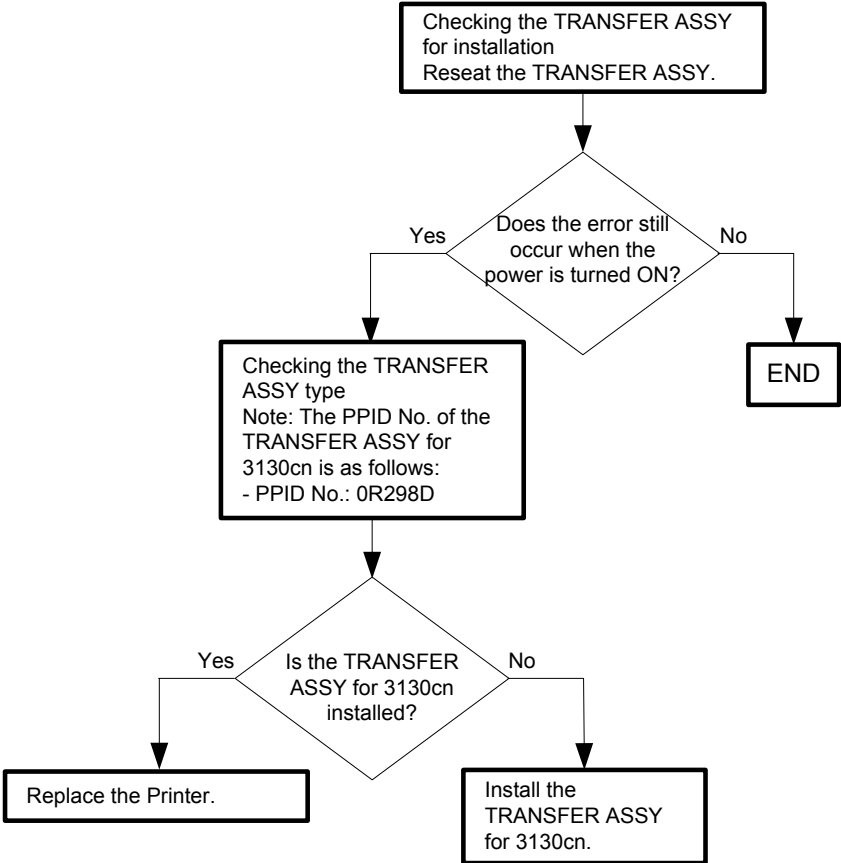 Checking the TRANSFER ASSY
for installation
Reseat the TRANSFER ASSY.
Does the error still
occur when the
power is turned ON?
Yes
No
END
Checking the TRANSFER
ASSY type
Note: The PPID No. of the
TRANSFER ASSY for
3130cn is as follows:
- PPID No.: 0R298D
Is the TRANSFER
ASSY for 3130cn
installed?
Yes
No
Replace the Printer.
Install the
TRANSFER ASSY
for 3130cn.